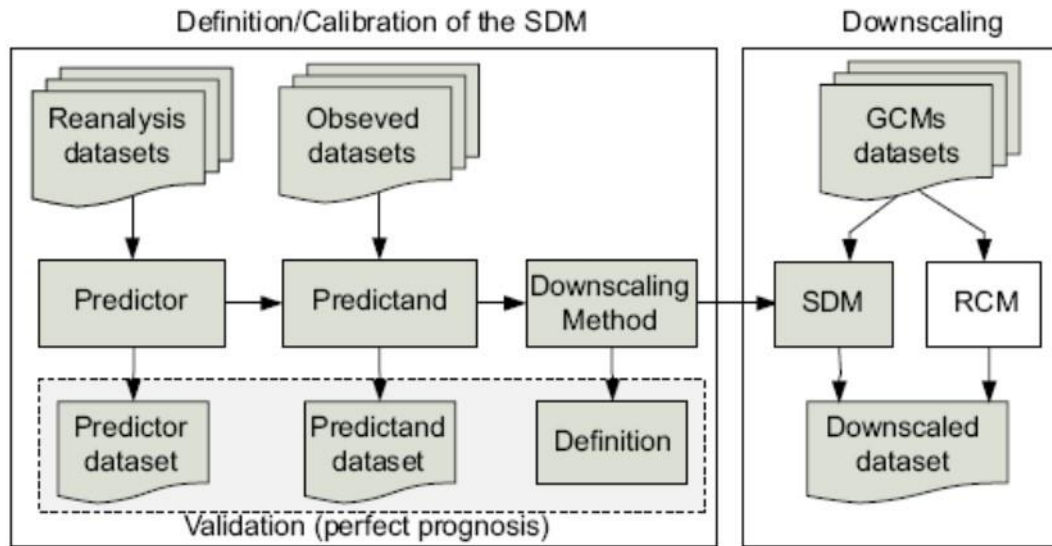 Definition/Calibration of the SDM
Downscaling
Reanalysis
datasets
Obseved
datasets
GCMs
datasets
Predictor
Predictand
Downscaling
Method
SDM
RCM
Predictor
dataset
Predictand
dataset
Definition
Downscaled
dataset
Validation (perfect prognosis)